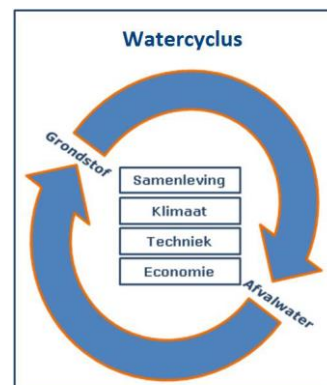 Watercyclus
Grondstof
Samenleving
Klimaat
Techniek
Economie
Afvalwater